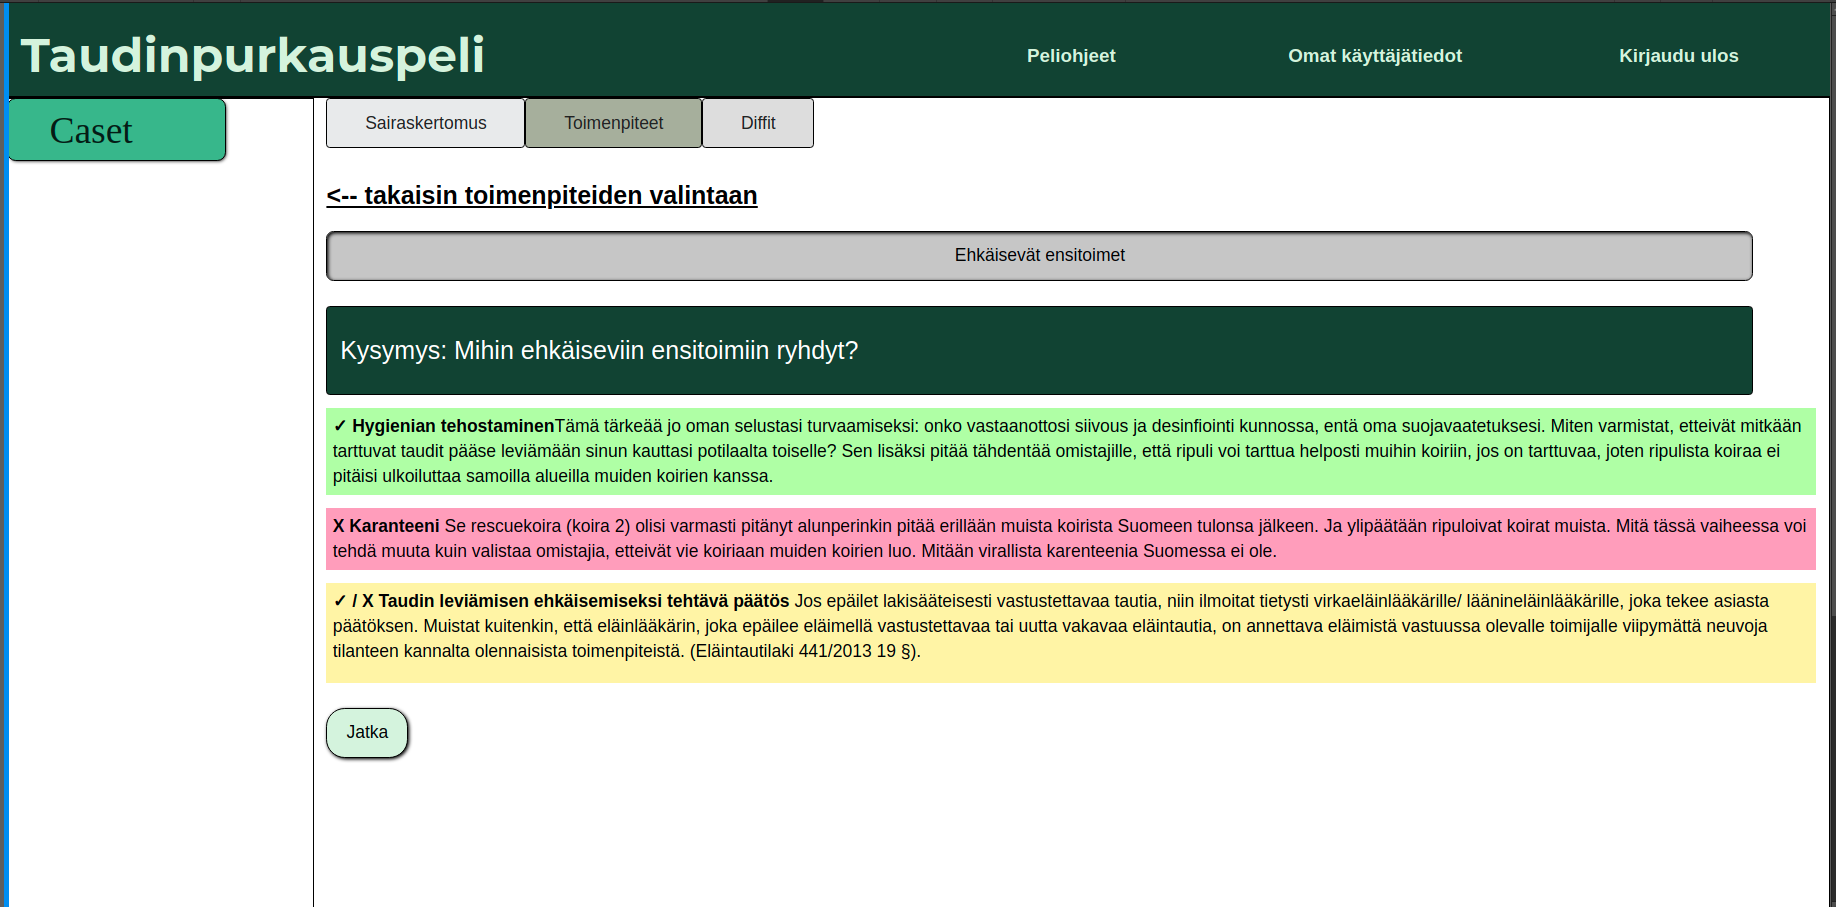 Taudinpurkauspeli
Peliohjeet
Omat käyttäjätiedot
Kirjaudu ulos
Caset
Sairaskertomus
Toimenpiteet
Diffit
<-- takaisin toimenpiteiden valintaan
Ehkäisevät ensitoimet
Kysymys: Mihin ehkäiseviin ensitoimiin ryhdyt?
✓ Hygienian tehostaminenTämä tärkeää jo oman selustasi turvaamiseksi: onko vastaanottosi siivous ja desinfiointi kunnossa, entä oma suojavaatetuksesi. Miten varmistat, etteivät mitkään
tarttuvat taudit pääse leviämään sinun kauttasi potilaalta toiselle? Sen lisäksi pitää tähdentää omistajille, että ripuli voi tarttua helposti muihin koiriin, jos on tarttuvaa, joten ripulista koiraa ei
pitäisi ulkoiluttaa samoilla alueilla muiden koirien kanssa.
X Karanteeni Se rescuekoira (koira 2) olisi varmasti pitänyt alunperinkin pitää erillään muista koirista Suomeen tulonsa jälkeen. Ja ylipäätään ripuloivat koirat muista. Mitä tässä vaiheessa voi
tehdä muuta kuin valistaa omistajia, etteivät vie koiriaan muiden koirien luo. Mitään virallista karenteenia Suomessa ei ole.
✓ / X Taudin leviämisen ehkäisemiseksi tehtävä päätös Jos epäilet lakisääteisesti vastustettavaa tautia, niin ilmoitat tietysti virkaeläinlääkärille/ läänineläinlääkärille, joka tekee asiasta
päätöksen. Muistat kuitenkin, että eläinlääkärin, joka epäilee eläimellä vastustettavaa tai uutta vakavaa eläintautia, on annettava eläimistä vastuussa olevalle toimijalle viipymättä neuvoja
tilanteen kannalta olennaisista toimenpiteistä. (Eläintautilaki 441/2013 19 §).
Jatka